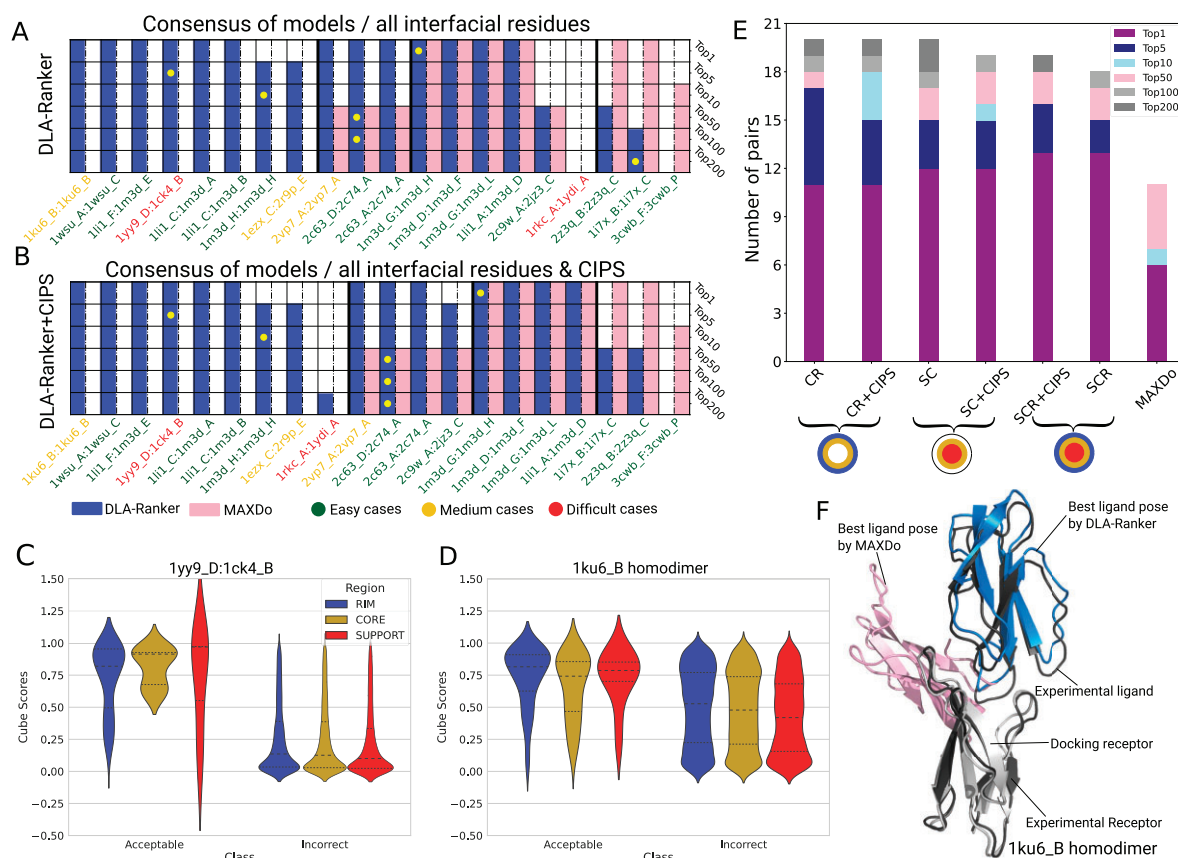 A
Consensus of models / all interfacial residues
DLA-Ranker
Top1
Top5
Top10
Top50
Top100
Top200
1ku6_B:1ku6_B
1wsu_A:1wsu_C
1li1_F:1m3d_E
1yy9_D:1ck4_B
1li1_C:1m3d_A
1li1_C:1m3d_B
1m3d_H:1m3d_H
1ezx_C:2r9p_E
2vp7_A:2vp7_A
2c63_D:2c74_A
2c63_A:2c74_A
1m3d_G:1m3d_H
1m3d_D:1m3d_F
1m3d_G:1m3d_L
1li1_A:1m3d_D
2c9w_A:2jz3_C
1rkc_A:1ydi_A
2z3q_B:2z3q_C
1i7x_B:1i7x_C
3cwb_F:3cwb_P
B
Consensus of models / all interfacial residues & CIPS
DLA-Ranker+CIPS
Top1
Top5
Top10
Top50
Top100
Top200
1ku6_B:1ku6_B
1wsu_A:1wsu_C
1li1_F:1m3d_E
1yy9_D:1ck4_B
1li1_C:1m3d_A
1li1_C:1m3d_B
1m3d_H:1m3d_H
1ezx_C:2r9p_E
1rkc_A:1ydi_A
2vp7_A:2vp7_A
2c63_D:2c74_A
2c63_A:2c74_A
2c9w_A:2jz3_C
1m3d_G:1m3d_H
1m3d_D:1m3d_F
1m3d_G:1m3d_L
1li1_A:1m3d_D
1i7x_B:1i7x_C
2z3q_B:2z3q_C
3cwb_F:3cwb_P
DLA-Ranker
MAXDo
Easy cases
Medium cases
Difficult cases
C
1yy9_D:1ck4_B
Cube Scores
1.50
1.25
1.00
0.75
0.50
0.25
0.00
−0.25
−0.50
Region
RIM
CORE
SUPPORT
Acceptable
Incorrect
Class
D
1ku6_B homodimer
Cube Scores
1.50
1.25
1.00
0.75
0.50
0.25
0.00
−0.25
−0.50
Acceptable
Incorrect
Class
E
Number of pairs
21
18
15
12
9
6
3
0
Top1
Top5
Top10
Top50
Top100
Top200
CR
CR+CIPS
SC
SC+CIPS
SCR+CIPS
SCR
MAXDo
F
Best ligand pose
by MAXDo
Best ligand pose
by DLA-Ranker
Experimental ligand
Docking receptor
Experimental Receptor
1ku6_B homodimer